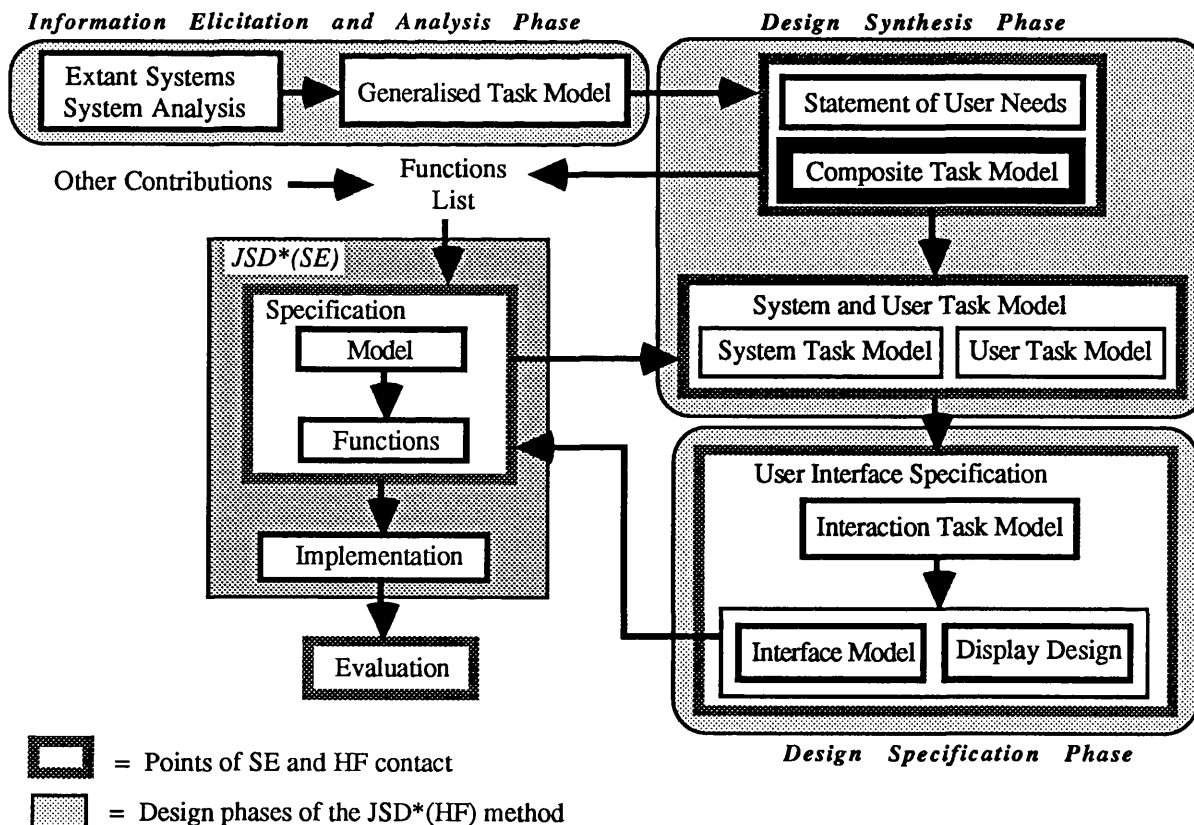 Information Elicitation and Analysis Phase
Design Synthesis Phase
Extant Systems
System Analysis
Generalised Task Model
Statement of User Needs
Composite Task Model
Other Contributions
Functions
List
JSD*(SE)
Specification
Model
Functions
Implementation
Evaluation
System and User Task Model
System Task Model
User Task Model
User Interface Specification
Interaction Task Model
Interface Model
Display Design
Design Specification Phase
= Points of SE and HF contact
= Design phases of the JSD*(HF) method